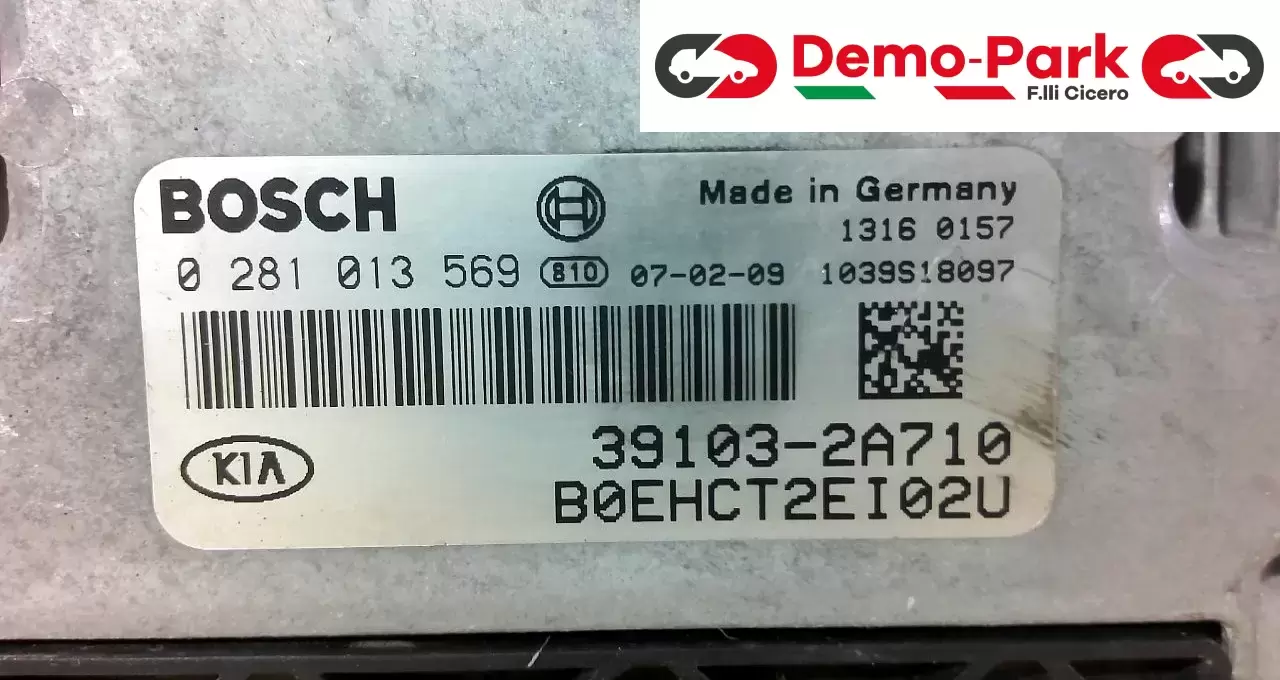 Demo-Park
F.lli Cicero
BOSCH
Made in Germany
1316 0157
0 281 013 569 810 07-02-09 1039S18097
KIA
39103-2A710
B0EHCT2EI02U